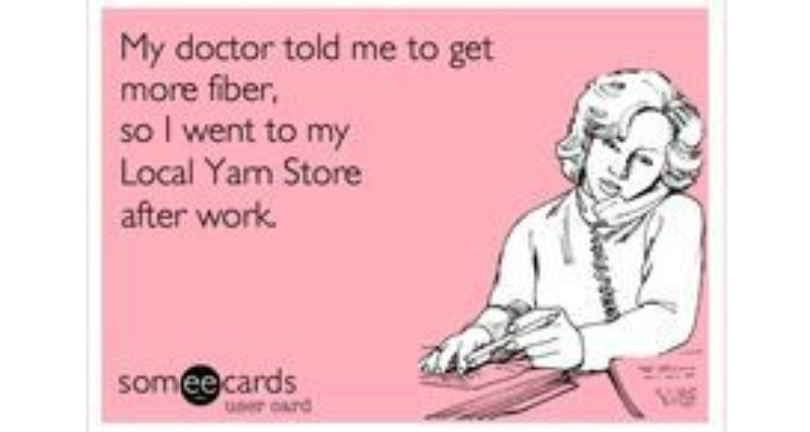 My doctor told me to get
more fiber,
so I went to my
Local Yarn Store
after work.
someecards
user card